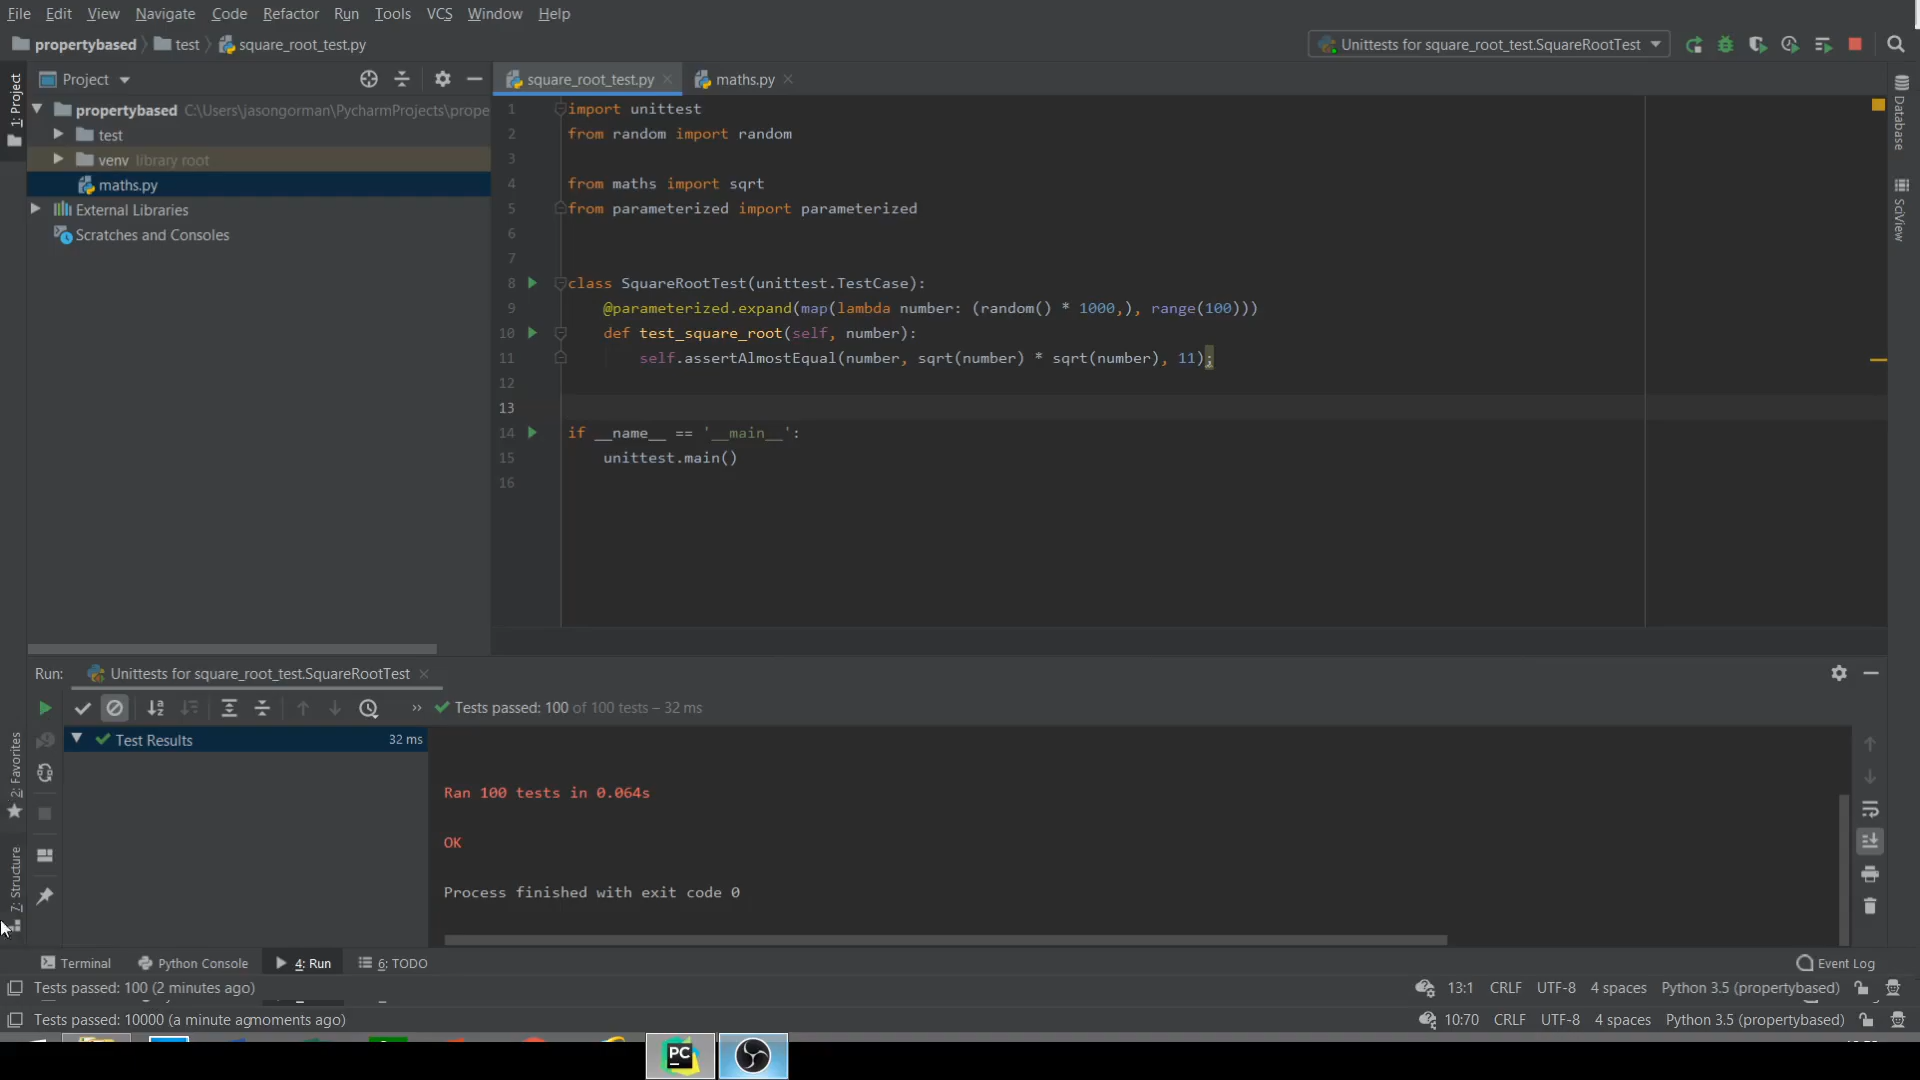 File Edit View Navigate Code Refactor Run Tools VCS Window Help
propertybased test square_root_test.py Unittests for square_root_test.SquareRootTest
1: Project
Project
square_root_test.py maths.py
propertybased C:\Users\jasongorman\PycharmProjects\prope
test
venv library root
maths.py
External Libraries
Scratches and Consoles
1 import unittest
2 from random import random
3
4 from maths import sqrt
5 from parameterized import parameterized
6
7
8 class SquareRootTest(unittest.TestCase):
9 @parameterized.expand(map(lambda number: (random() * 1000,), range(100)))
10 def test_square_root(self, number):
11 self.assertAlmostEqual(number, sqrt(number) * sqrt(number), 11);
12
13
14 if __name__ == '__main__':
15 unittest.main()
16
Database
SciView
Run: Unittests for square_root_test.SquareRootTest
» Tests passed: 100 of 100 tests – 32 ms
Test Results 32 ms
Ran 100 tests in 0.064s
OK
Process finished with exit code 0
2: Favorites
7: Structure
Terminal Python Console 4: Run 6: TODO Event Log
Tests passed: 100 (2 minutes ago) 13:1 CRLF UTF-8 4 spaces Python 3.5 (propertybased)
Tests passed: 10000 (a minute agmoments ago) 10:70 CRLF UTF-8 4 spaces Python 3.5 (propertybased)
PC